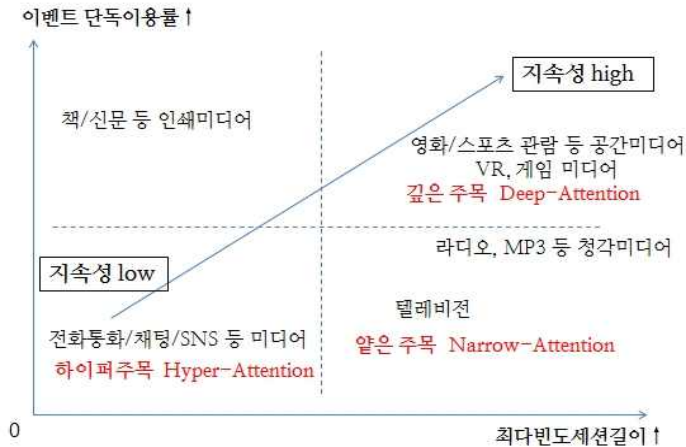 이벤트 단독이용률↑
지속성 high
책/신문 등 인쇄미디어
영화/스포츠 관람 등 공간미디어
VR, 게임 미디어
깊은 주목 Deep-Attention
라디오, MP3 등 청각미디어
지속성 low
텔레비전
전화통화/채팅/SNS 등 미디어
얕은 주목 Narrow-Attention
하이퍼주목 Hyper-Attention
0
최다빈도세션길이↑